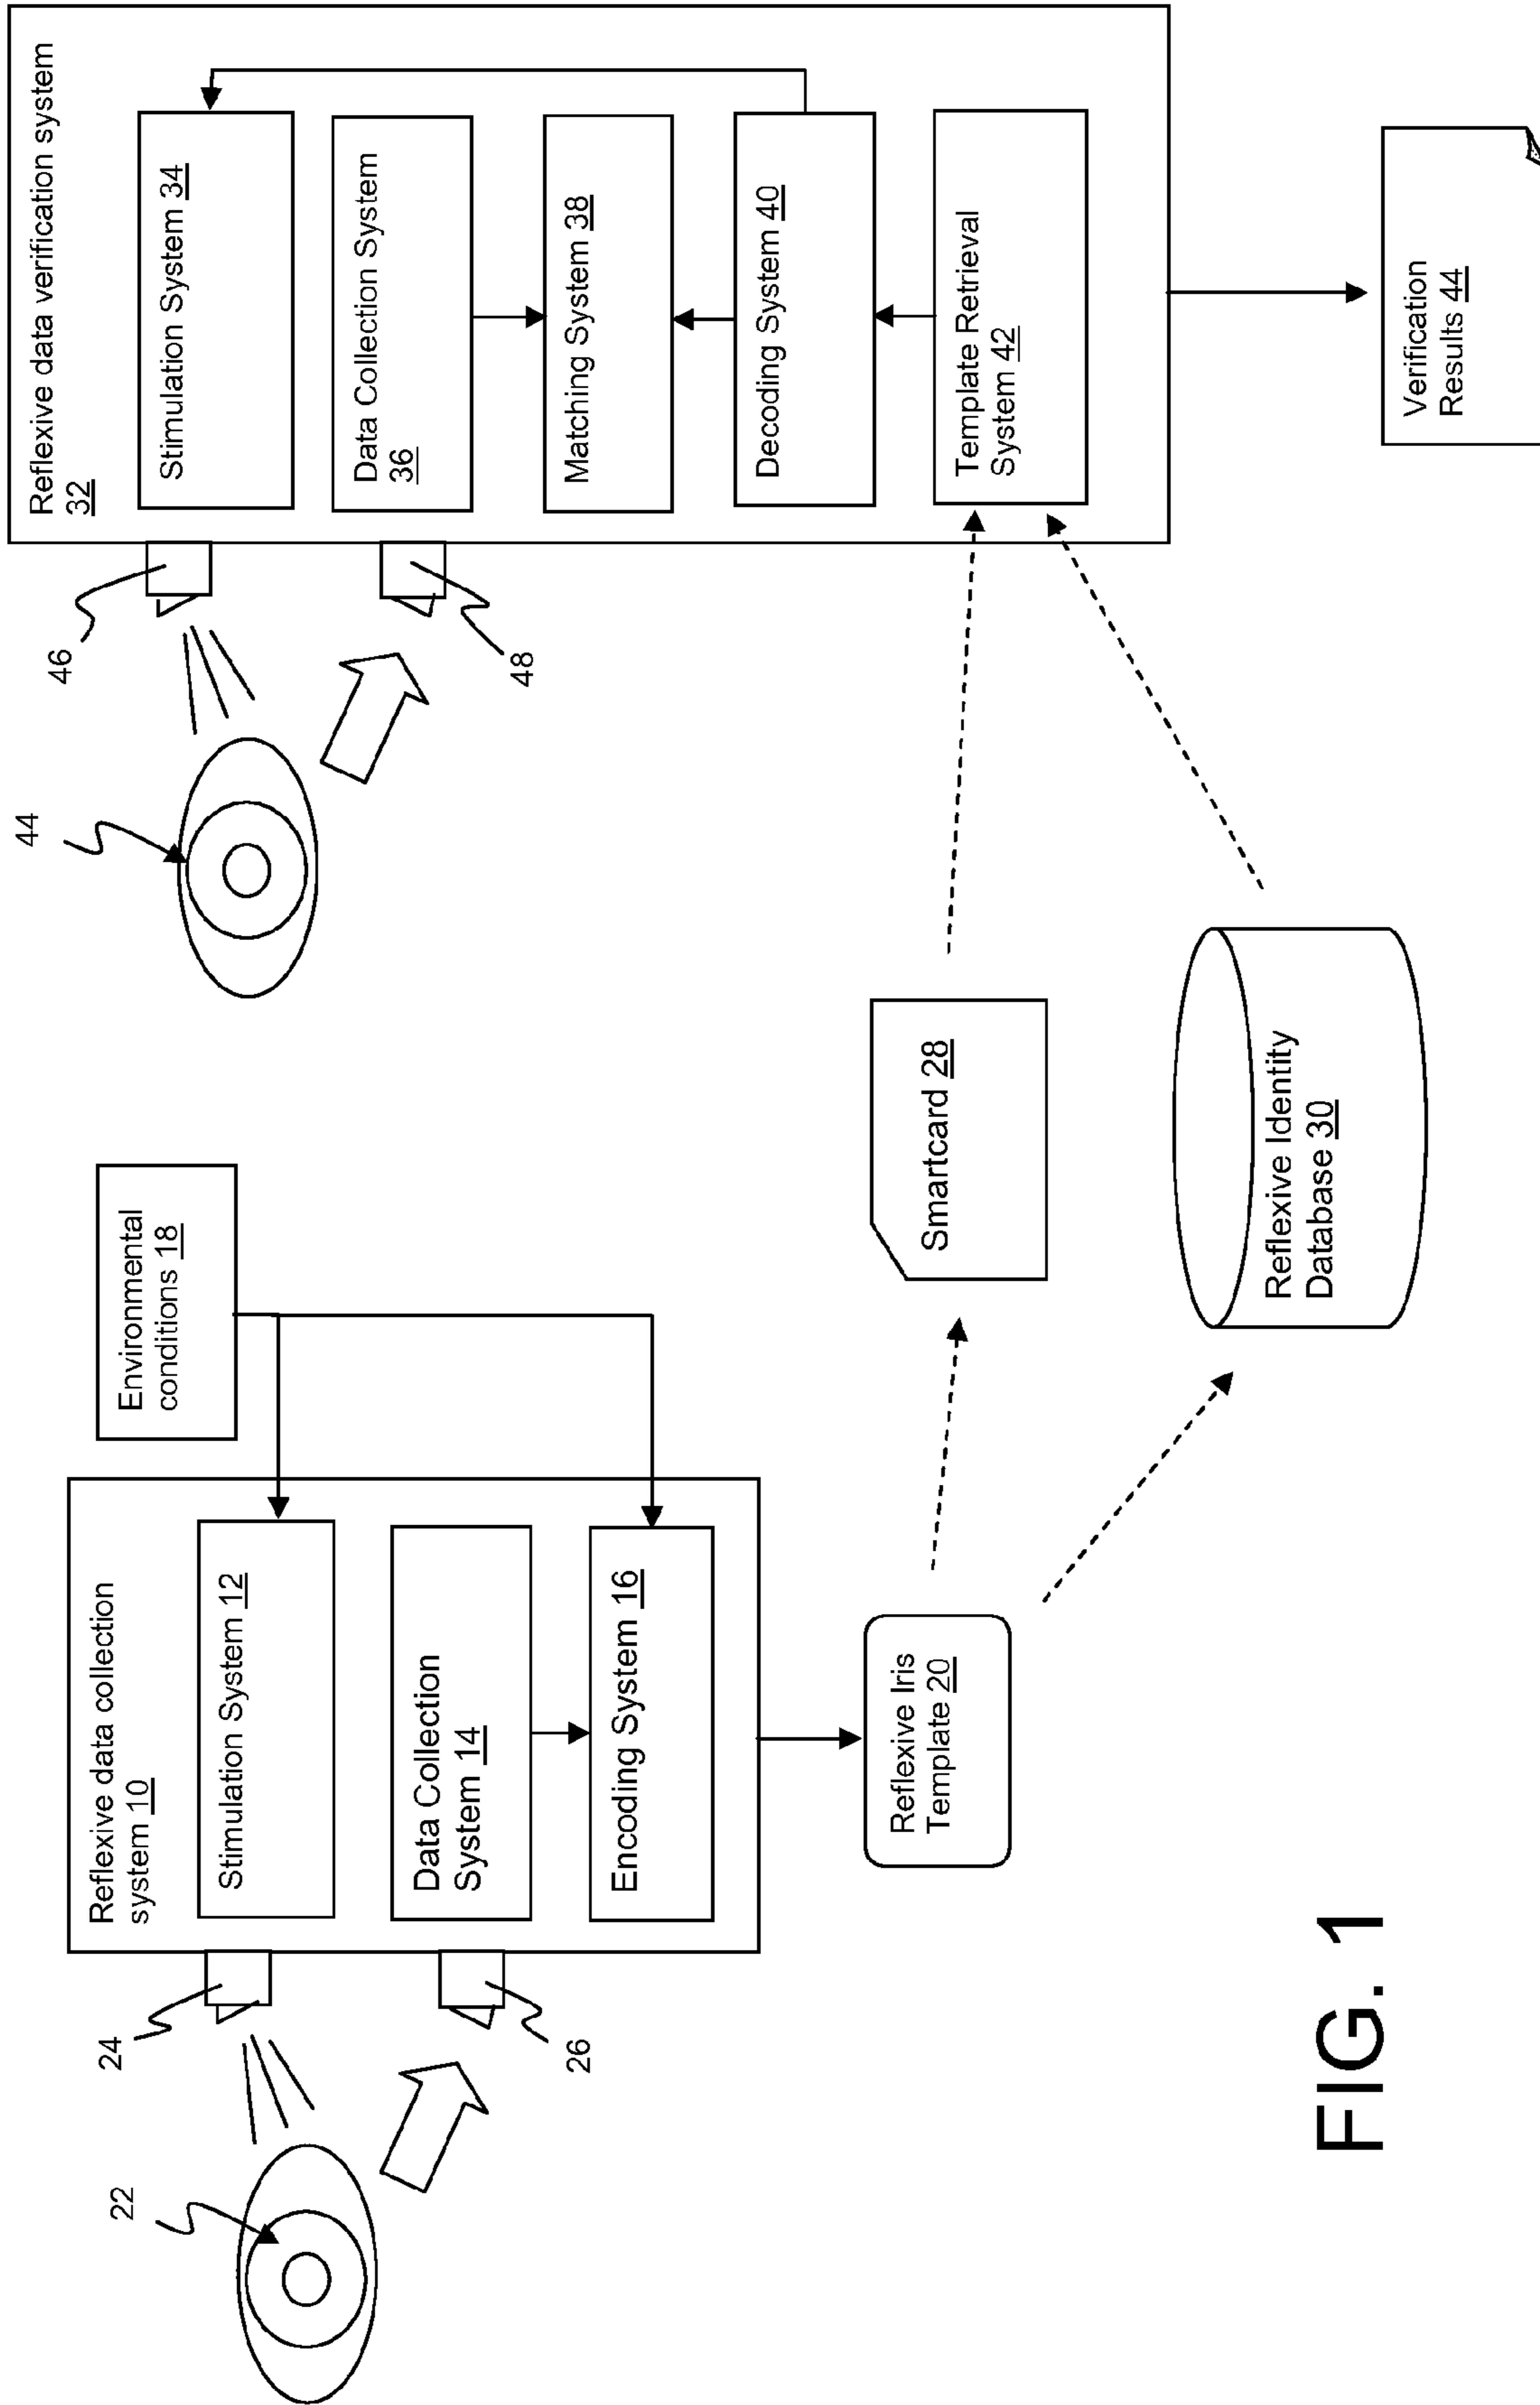 22
24
26
Reflexive data collection
system 10
Stimulation System 12
Data Collection
System 14
Encoding System 16
Environmental
conditions 18
Reflexive Iris
Template 20
Smartcard 28
Reflexive Identity
Database 30
44
46
48
Reflexive data verification system
32
Stimulation System 34
Data Collection System
36
Matching System 38
Decoding System 40
Template Retrieval
System 42
Verification
Results 44
FIG. 1